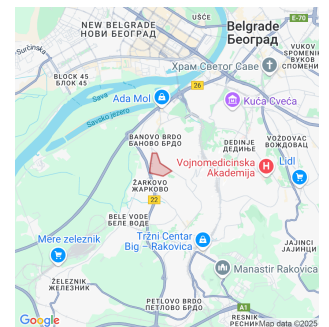 УШЋЕ
E-70
NEW BELGRADE
НОВИ БЕОГРАД
Belgrade
Београд
Surčinska
VUKOV
SPOMENIK
ВУКОВ
СПОМЕНИ
Храм Светог Саве
BLOCK 45
БЛОК 45
26
Sava
Ada Mol
Savsko jezero
Kuća Cveća
BANOVO BRDO
БАНОВО БРДО
DEDINJE
ДЕДИЊЕ
VOŽDOVAC
ВОЖДОВАЦ
Vojnomedicinska
Akademija
Lidl
ŽARKOVO
ЖАРКОВО
22
BELE VODE
БЕЛЕ ВОДЕ
Mere zeleznik
Tržni Centar
Big – Rakovica
JAJINCI
ЈАЈИНЦИ
Manastir Rakovica
ŽELEZNIK
ЖЕЛЕЗНИК
PETLOVO BRDO
ПЕТЛОВО БРДО
A1
RESNIK
РЕСНИК
Google
Map data ©2025